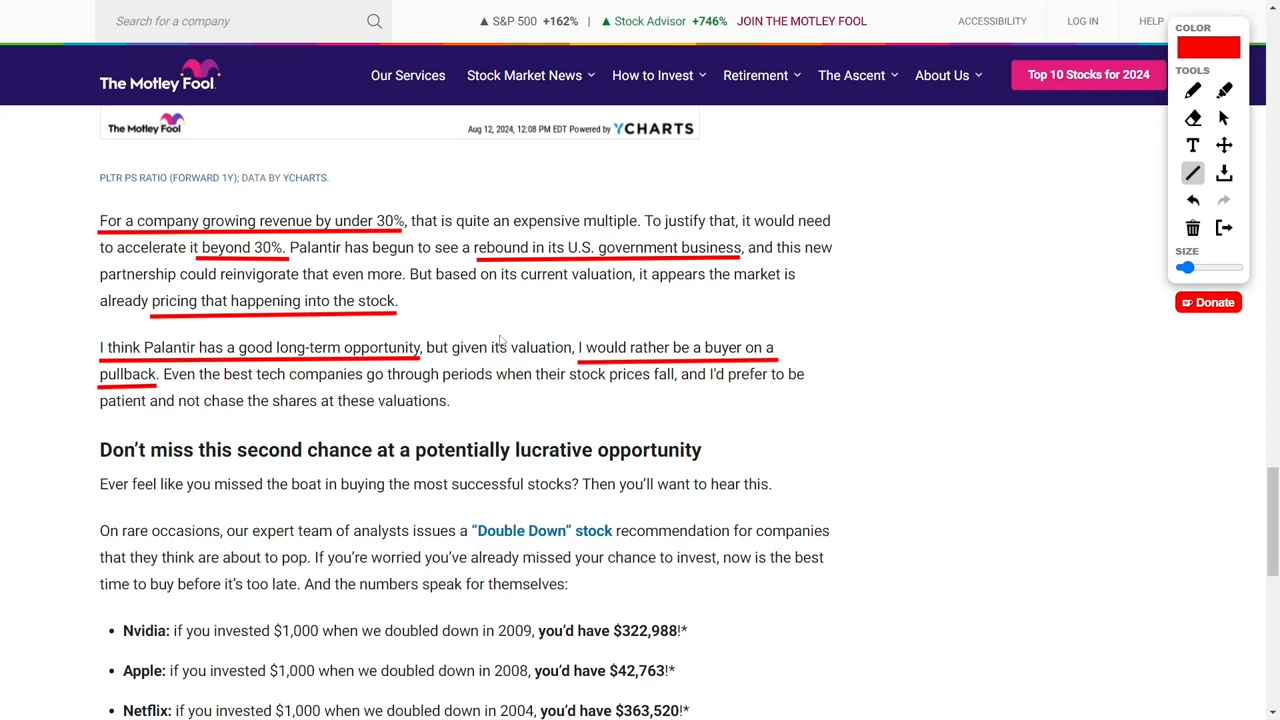 Search for a company
▲ S&P 500 +162% | ▲ Stock Advisor +746% JOIN THE MOTLEY FOOL
ACCESSIBILITY LOG IN HELP
The Motley Fool
Our Services Stock Market News How to Invest Retirement The Ascent About Us Top 10 Stocks for 2024
COLOR
TOOLS
T
SIZE
Donate
The Motley Fool Aug 12, 2024, 12:08 PM EDT Powered by YCHARTS
PLTR PS RATIO (FORWARD 1Y); DATA BY YCHARTS.
For a company growing revenue by under 30%, that is quite an expensive multiple. To justify that, it would need
to accelerate it beyond 30%. Palantir has begun to see a rebound in its U.S. government business, and this new
partnership could reinvigorate that even more. But based on its current valuation, it appears the market is
already pricing that happening into the stock.
I think Palantir has a good long-term opportunity, but given its valuation, I would rather be a buyer on a
pullback. Even the best tech companies go through periods when their stock prices fall, and I'd prefer to be
patient and not chase the shares at these valuations.
Don’t miss this second chance at a potentially lucrative opportunity
Ever feel like you missed the boat in buying the most successful stocks? Then you’ll want to hear this.
On rare occasions, our expert team of analysts issues a “Double Down” stock recommendation for companies
that they think are about to pop. If you’re worried you’ve already missed your chance to invest, now is the best
time to buy before it’s too late. And the numbers speak for themselves:
• Nvidia: if you invested $1,000 when we doubled down in 2009, you’d have $322,988!*
• Apple: if you invested $1,000 when we doubled down in 2008, you’d have $42,763!*
• Netflix: if you invested $1,000 when we doubled down in 2004, you’d have $363,520!*